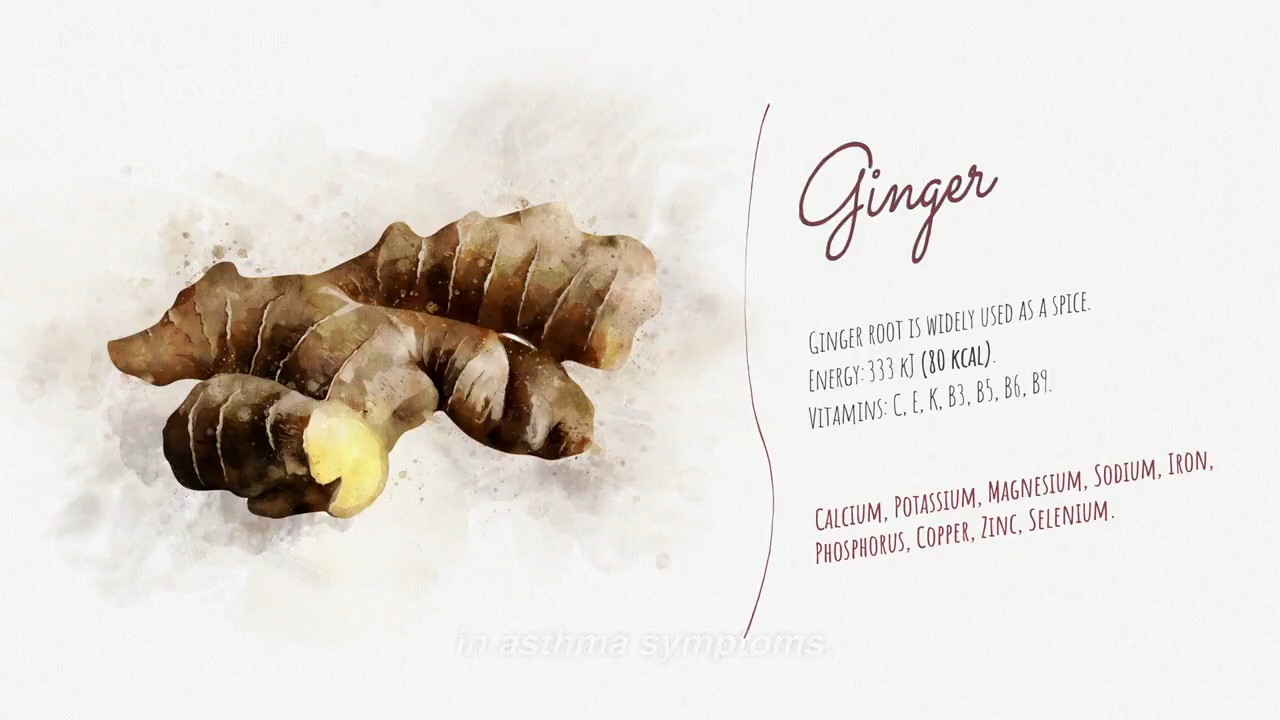 Ginger
Ginger root is widely used as a spice.
Energy: 333 kJ (80 kcal).
Vitamins: C, E, K, B3, B5, B6, B9.
Calcium, Potassium, Magnesium, Sodium, Iron,
Phosphorus, Copper, Zinc, Selenium.
in asthma symptoms.